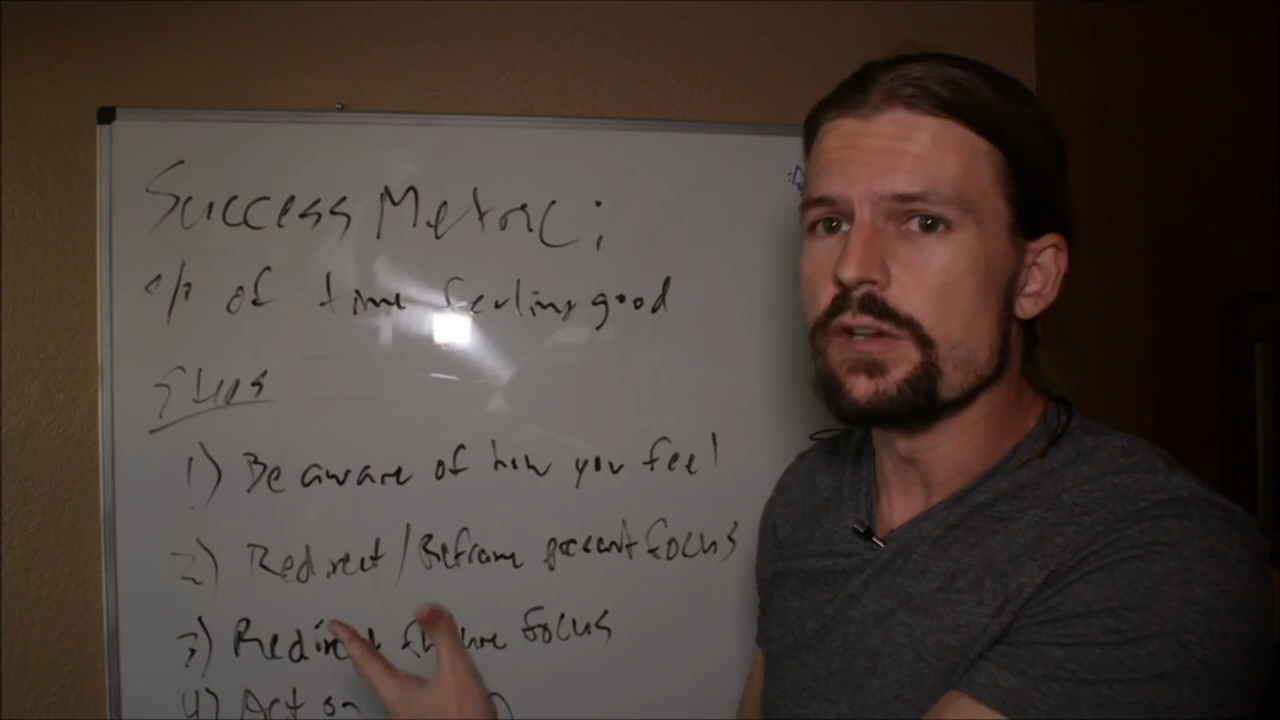 Success Metric:
% of time feeling good
Steps
1) Be aware of how you feel
2) Redirect/Reframe present focus
3) Redirect future focus
4) Act on